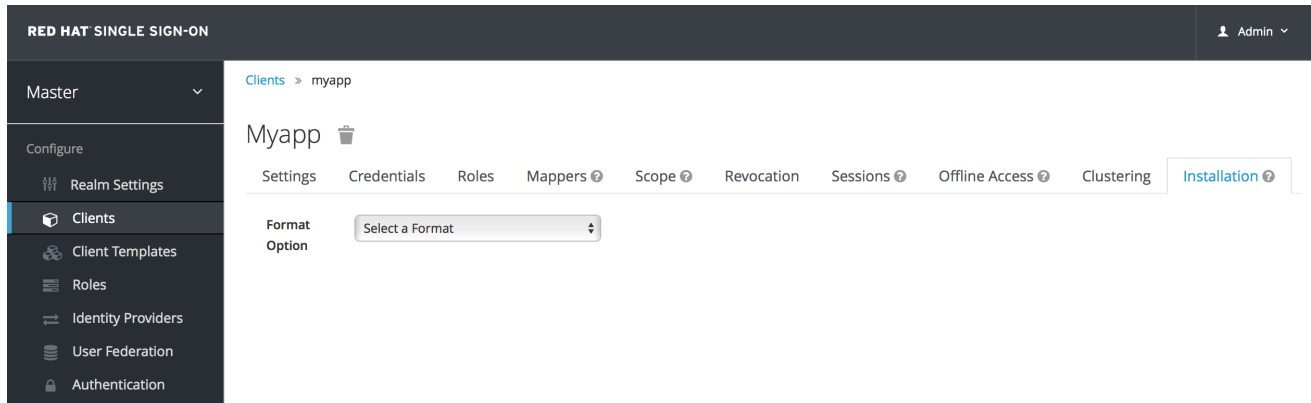 RED HAT SINGLE SIGN-ON
Admin
Master
Clients » myapp
Myapp
Configure
Realm Settings
Clients
Client Templates
Roles
Identity Providers
User Federation
Authentication
Settings Credentials Roles Mappers Scope Revocation Sessions Offline Access Clustering Installation
Format
Option
Select a Format